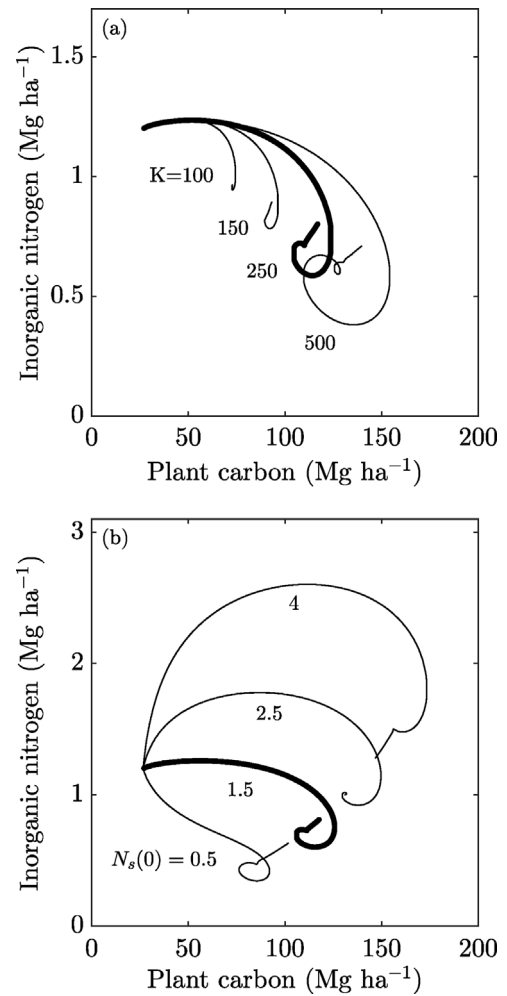 (a)
Inorganic nitrogen (Mg ha⁻¹)
1.5
1
0.5
0
K=100
150
250
500
0 50 100 150 200
Plant carbon (Mg ha⁻¹)
(b)
Inorganic nitrogen (Mg ha⁻¹)
3
2
1
0
4
2.5
1.5
Nₛ(0) = 0.5
0 50 100 150 200
Plant carbon (Mg ha⁻¹)